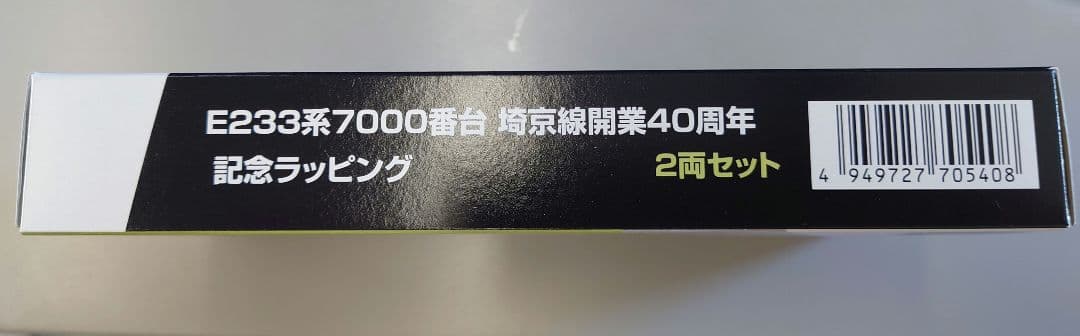 E233系7000番台 埼京線開業40周年
記念ラッピング 2両セット
4 949727 705408